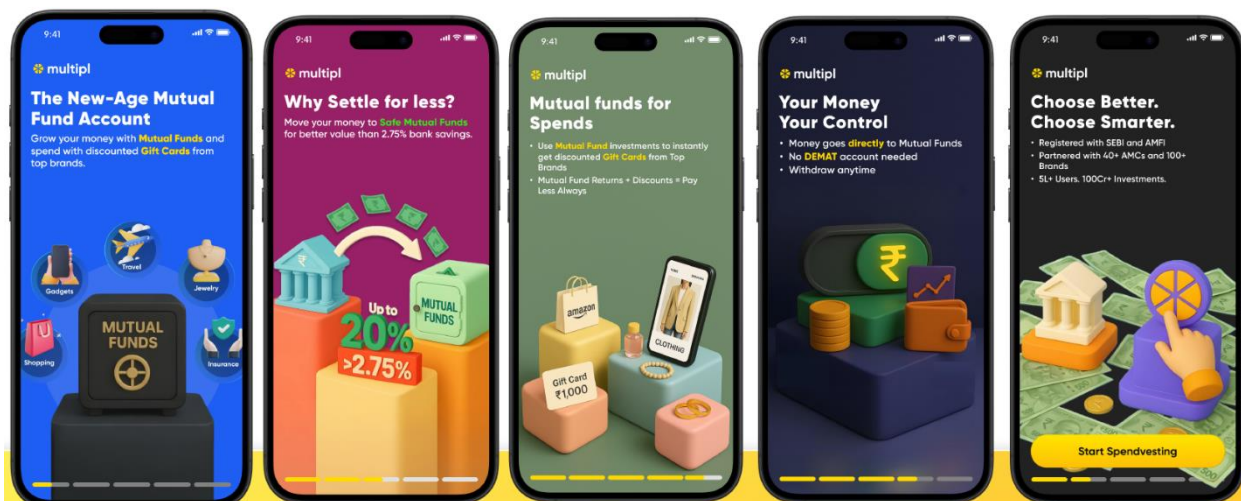 9:41
multipl
The New-Age Mutual
Fund Account
Grow your money with Mutual Funds and
spend with discounted Gift Cards from
top brands.
Travel
Gadgets
Jewelry
Shopping
Insurance
MUTUAL
FUNDS
9:41
multipl
Why Settle for less?
Move your money to Safe Mutual Funds
for better value than 2.75% bank savings.
₹
MUTUAL
FUNDS
Up to
20%
>2.75%
9:41
multipl
Mutual funds for
Spends
• Use Mutual Fund investments to instantly
get discounted Gift Cards from Top
Brands
• Mutual Fund Returns + Discounts = Pay
Less Always
amazon
CLOTHING
Gift Card
₹1,000
9:41
multipl
Your Money
Your Control
• Money goes directly to Mutual Funds
• No DEMAT account needed
• Withdraw anytime
₹
9:41
multipl
Choose Better.
Choose Smarter.
• Registered with SEBI and AMFI
• Partnered with 40+ AMCs and 100+
Brands
• 5L+ Users. 100Cr+ Investments.
Start Spendvesting